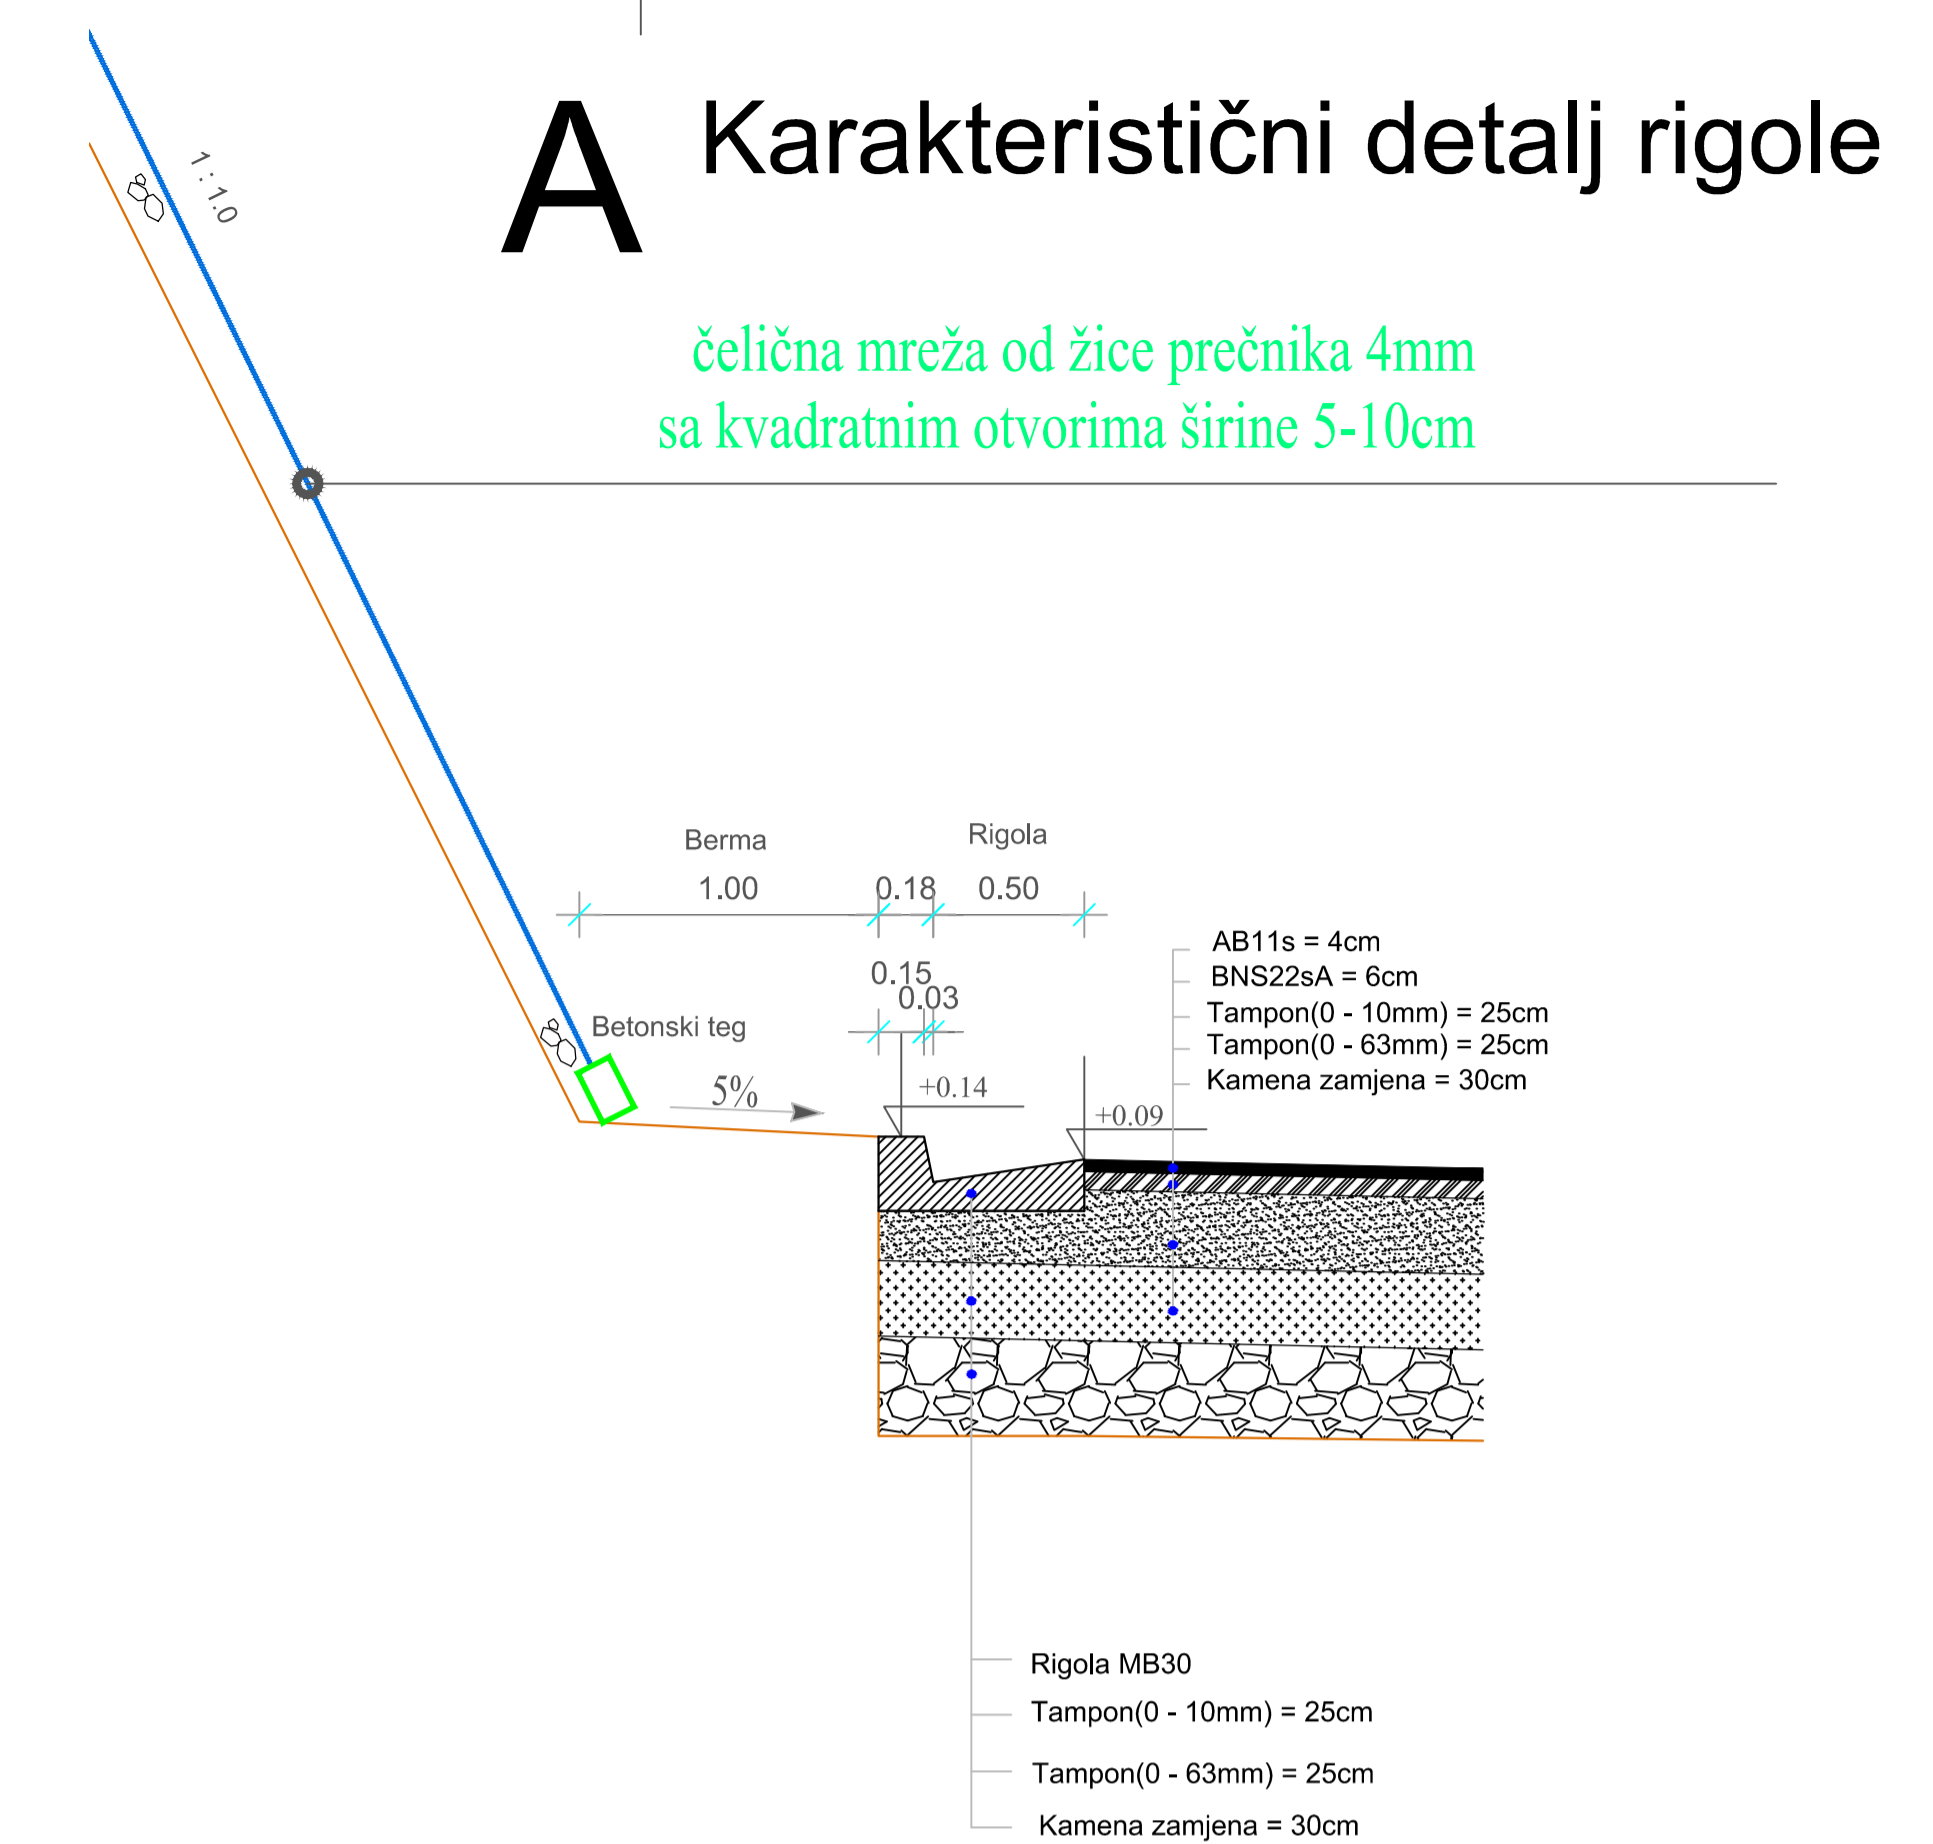 A
Karakteristični detalj rigole
1:1.0
čelična mreža od žice prečnika 4mm
sa kvadratnim otvorima širine 5-10cm
Berma
Rigola
1.00
0.18
0.50
0.15
0.03
Betonski teg
5%
+0.14
+0.09
AB11s = 4cm
BNS22sA = 6cm
Tampon(0 - 10mm) = 25cm
Tampon(0 - 63mm) = 25cm
Kamena zamjena = 30cm
Rigola MB30
Tampon(0 - 10mm) = 25cm
Tampon(0 - 63mm) = 25cm
Kamena zamjena = 30cm